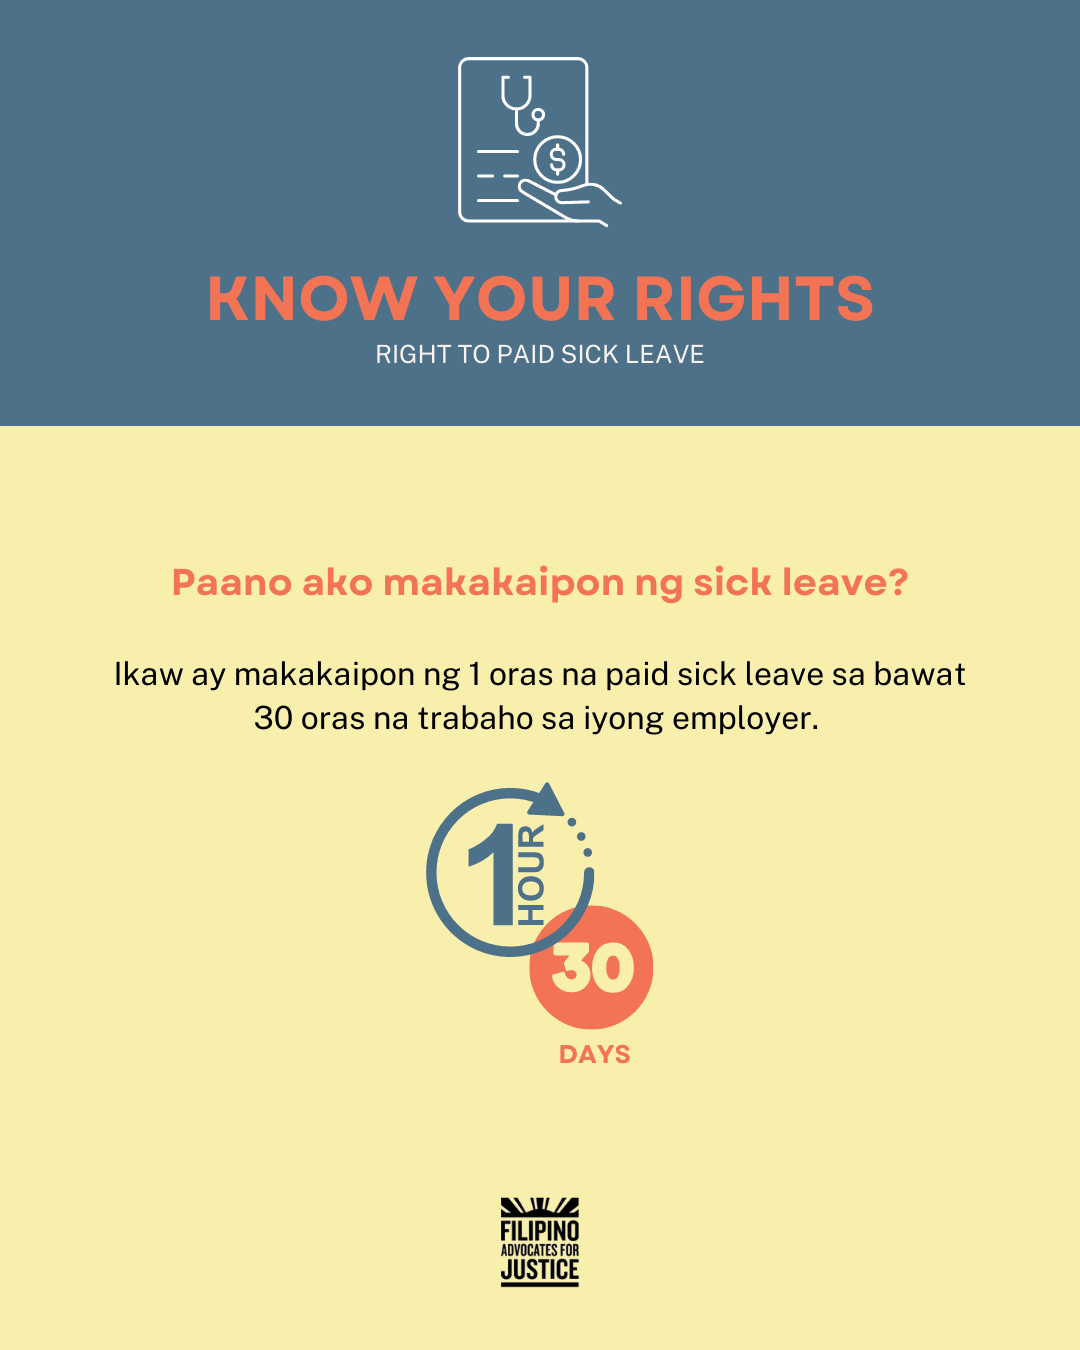 $
KNOW YOUR RIGHTS
RIGHT TO PAID SICK LEAVE
Paano ako makakaipon ng sick leave?
Ikaw ay makakaipon ng 1 oras na paid sick leave sa bawat
30 oras na trabaho sa iyong employer.
1 HOUR
30
DAYS
FILIPINO
ADVOCATES FOR
JUSTICE